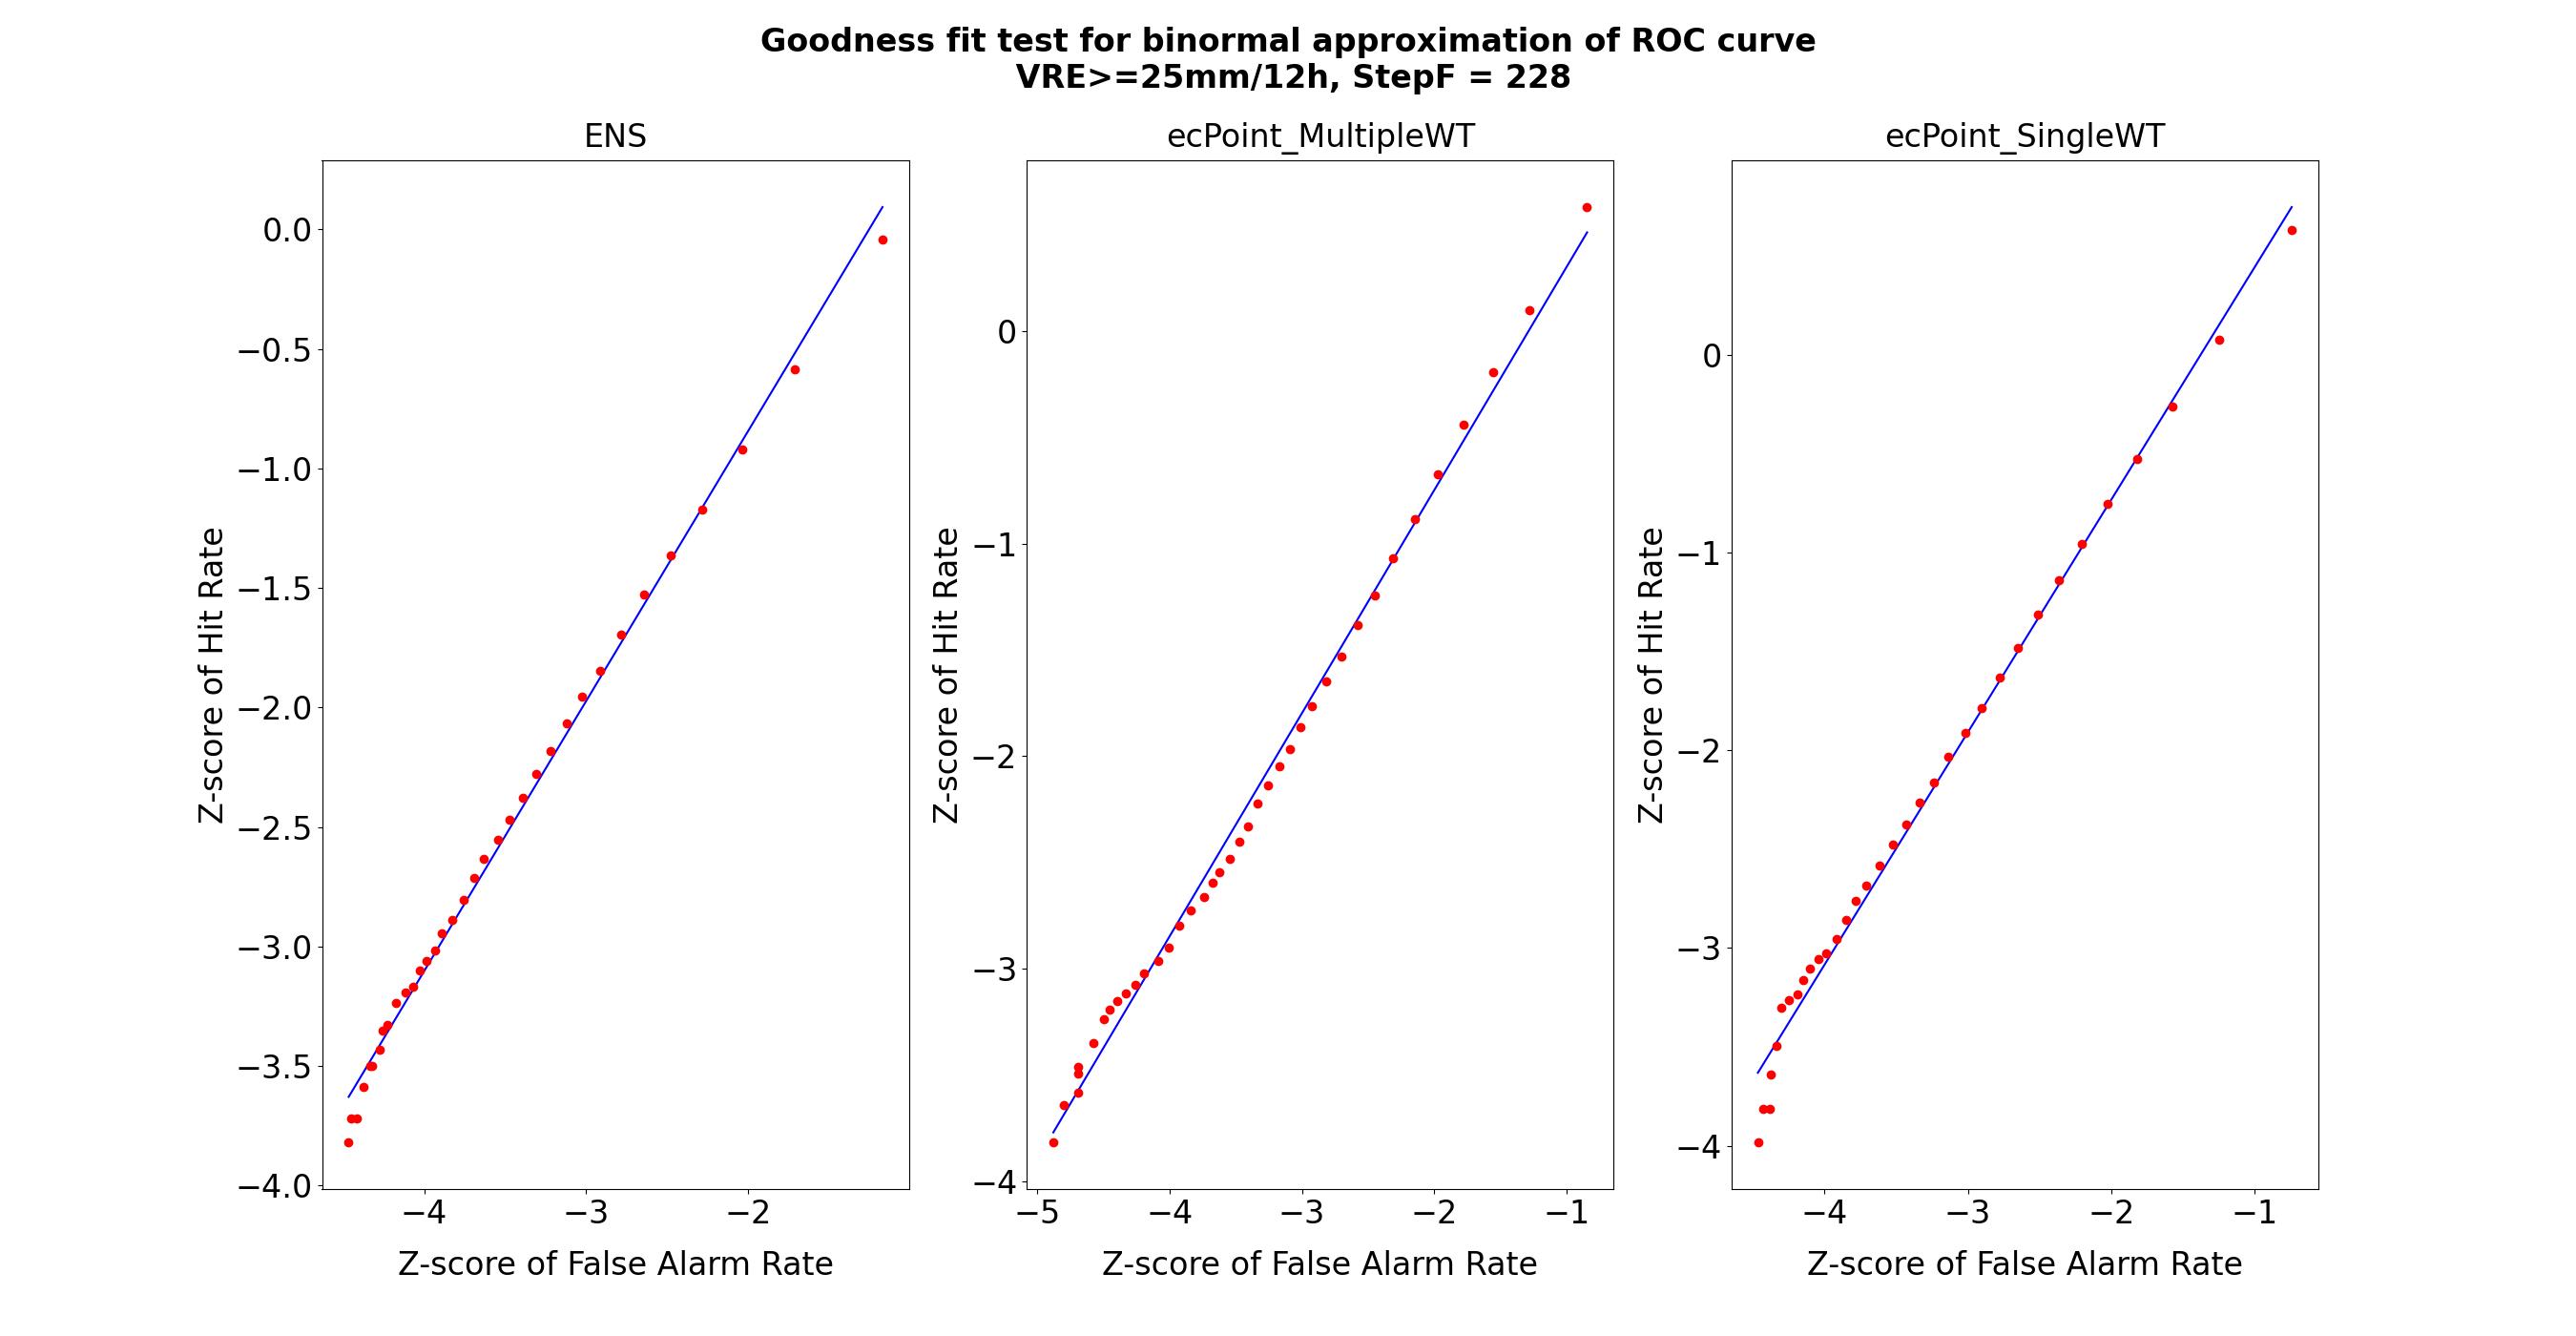 Goodness fit test for binormal approximation of ROC curve
VRE>=25mm/12h, StepF = 228
ENS
0.0
−0.5
−1.0
−1.5
−2.0
−2.5
−3.0
−3.5
−4.0
Z-score of Hit Rate
−4 −3 −2
Z-score of False Alarm Rate
ecPoint_MultipleWT
0
−1
−2
−3
−4
Z-score of Hit Rate
−5 −4 −3 −2 −1
Z-score of False Alarm Rate
ecPoint_SingleWT
0
−1
−2
−3
−4
Z-score of Hit Rate
−4 −3 −2 −1
Z-score of False Alarm Rate